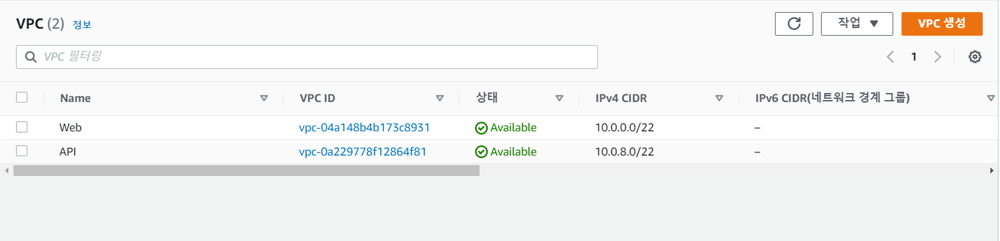 VPC (2) 정보
작업 VPC 생성
VPC 필터링
1
Name VPC ID 상태 IPv4 CIDR IPv6 CIDR(네트워크 경계 그룹)
Web vpc-04a148b4b173c8931 Available 10.0.0.0/22 –
API vpc-0a229778f12864f81 Available 10.0.8.0/22 –